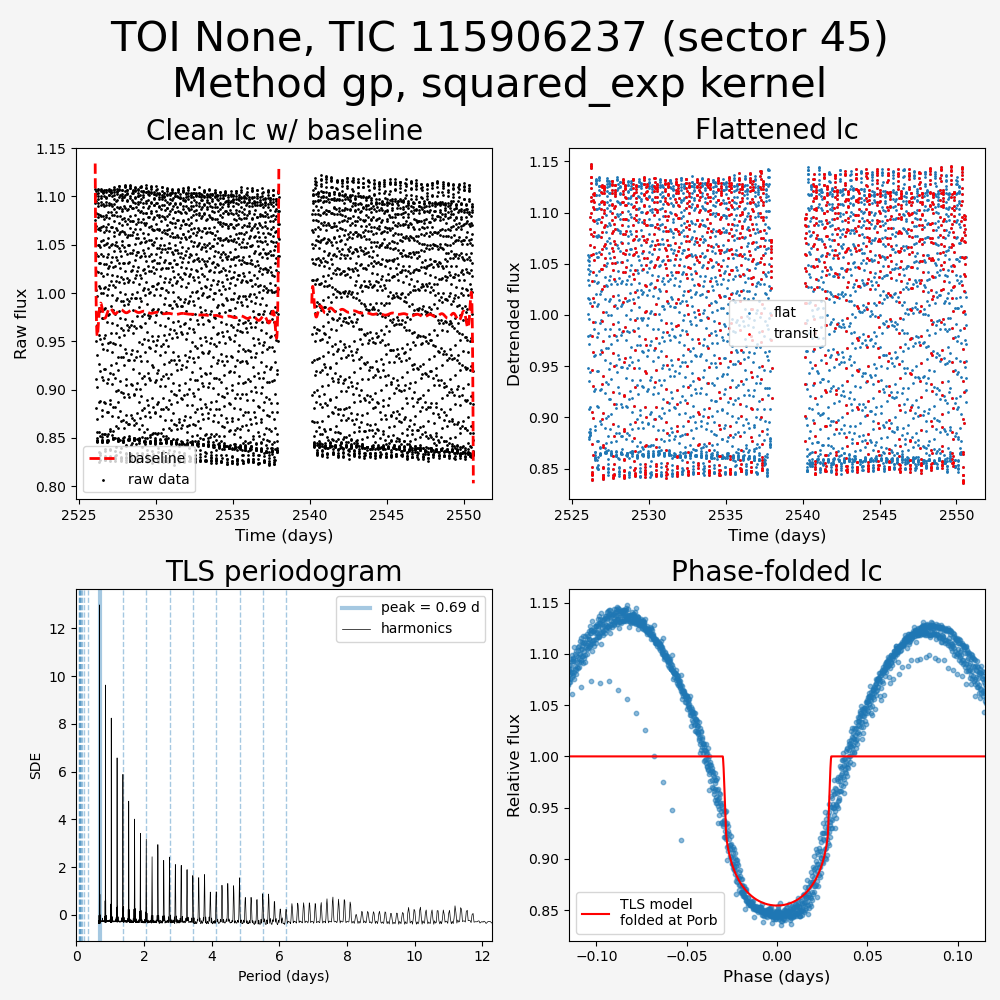 TOI None, TIC 115906237 (sector 45)
Method gp, squared_exp kernel
Clean lc w/ baseline
Raw flux
1.15
1.10
1.05
1.00
0.95
0.90
0.85
0.80
baseline
raw data
2525 2530 2535 2540 2545 2550
Time (days)
Flattened lc
Detrended flux
1.15
1.10
1.05
1.00
0.95
0.90
0.85
flat
transit
2525 2530 2535 2540 2545 2550
Time (days)
TLS periodogram
SDE
12
10
8
6
4
2
0
peak = 0.69 d
harmonics
0 2 4 6 8 10 12
Period (days)
Phase-folded lc
Relative flux
1.15
1.10
1.05
1.00
0.95
0.90
0.85
TLS model
folded at Porb
−0.10 −0.05 0.00 0.05 0.10
Phase (days)